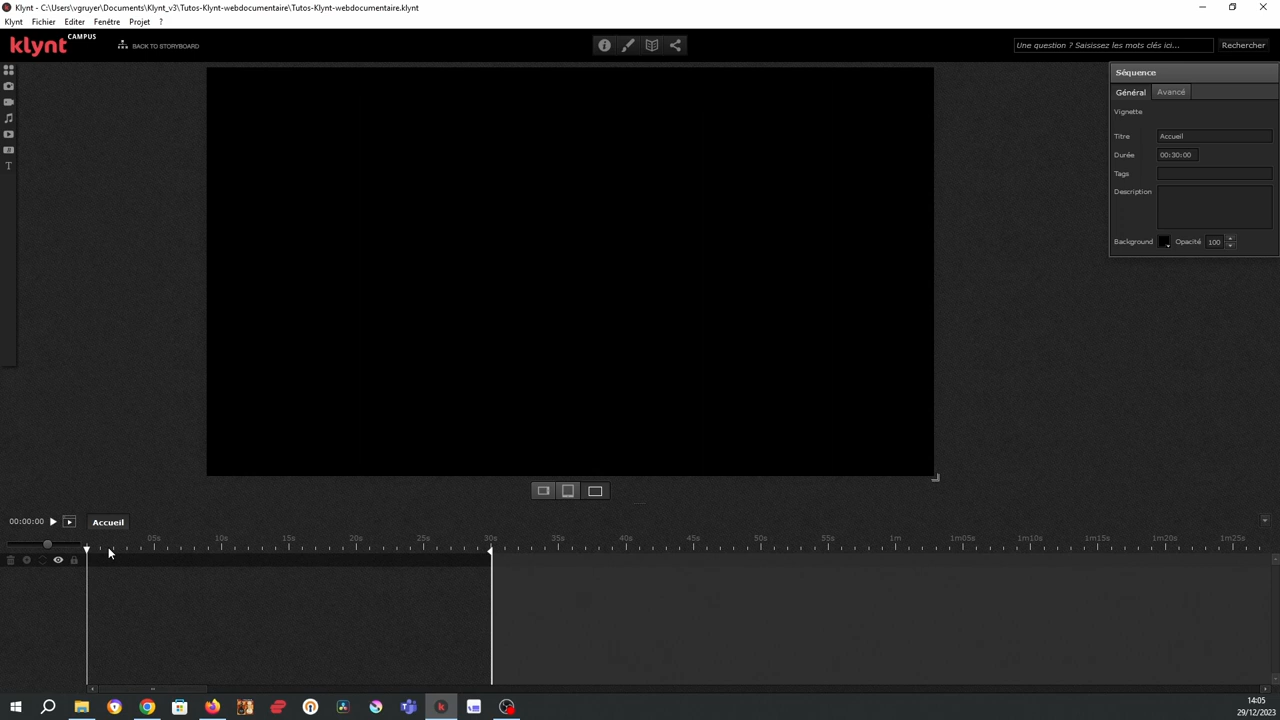 Klynt - C:\Users\vgruyer\Documents\Klynt_v3\Tutos-Klynt-webdocumentaire\Tutos-Klynt-webdocumentaire.klynt
Klynt Fichier Editer Fenêtre Projet ?
klynt CAMPUS
BACK TO STORYBOARD
Une question ? Saisissez les mots clés ici...
Rechercher
Séquence
Général Avancé
Vignette
Titre Accueil
Durée 00:30:00
Tags
Description
Background Opacité 100
00:00:00
Accueil
05s 10s 15s 20s 25s 30s 35s 40s 45s 50s 55s 1m 1m05s 1m10s 1m15s 1m20s 1m25s
14:05
29/12/2023